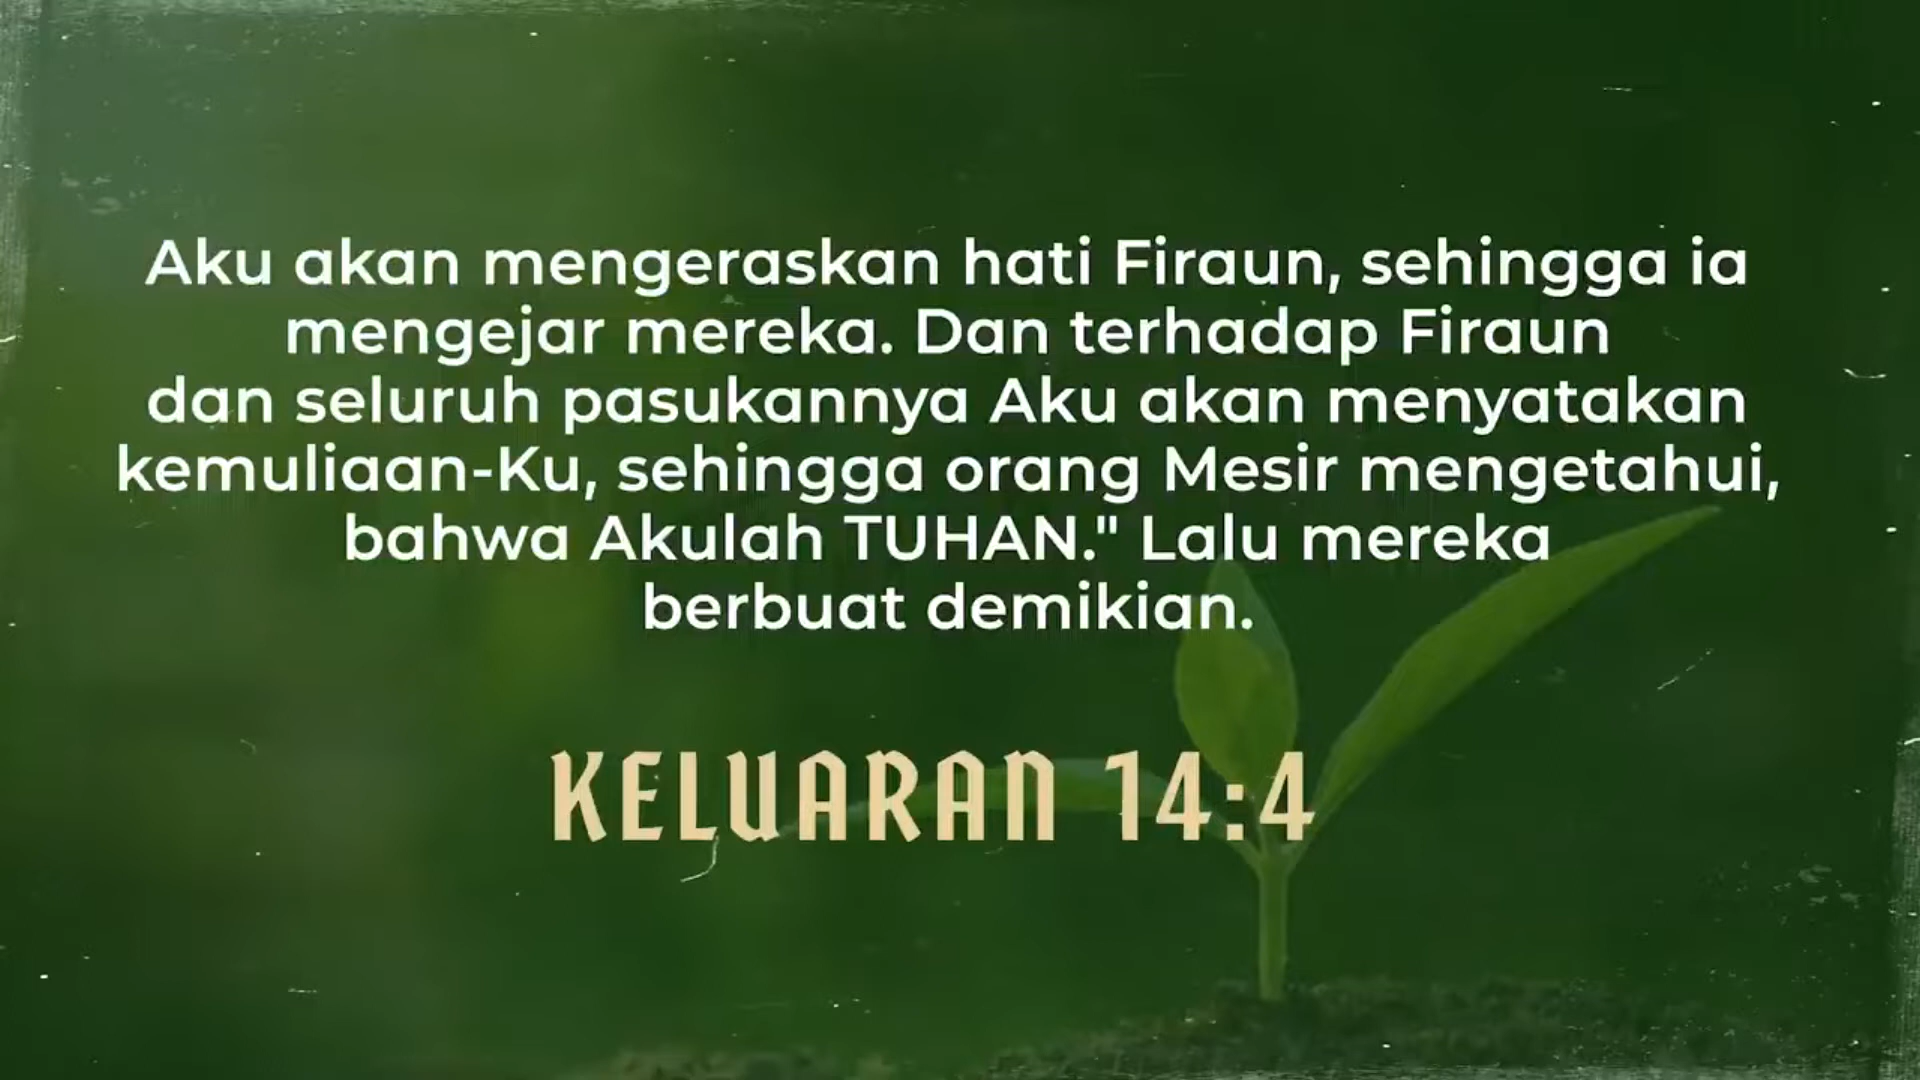 Aku akan mengeraskan hati Firaun, sehingga ia
mengejar mereka. Dan terhadap Firaun
dan seluruh pasukannya Aku akan menyatakan
kemuliaan-Ku, sehingga orang Mesir mengetahui,
bahwa Akulah TUHAN." Lalu mereka
berbuat demikian.
KELUARAN 14:4